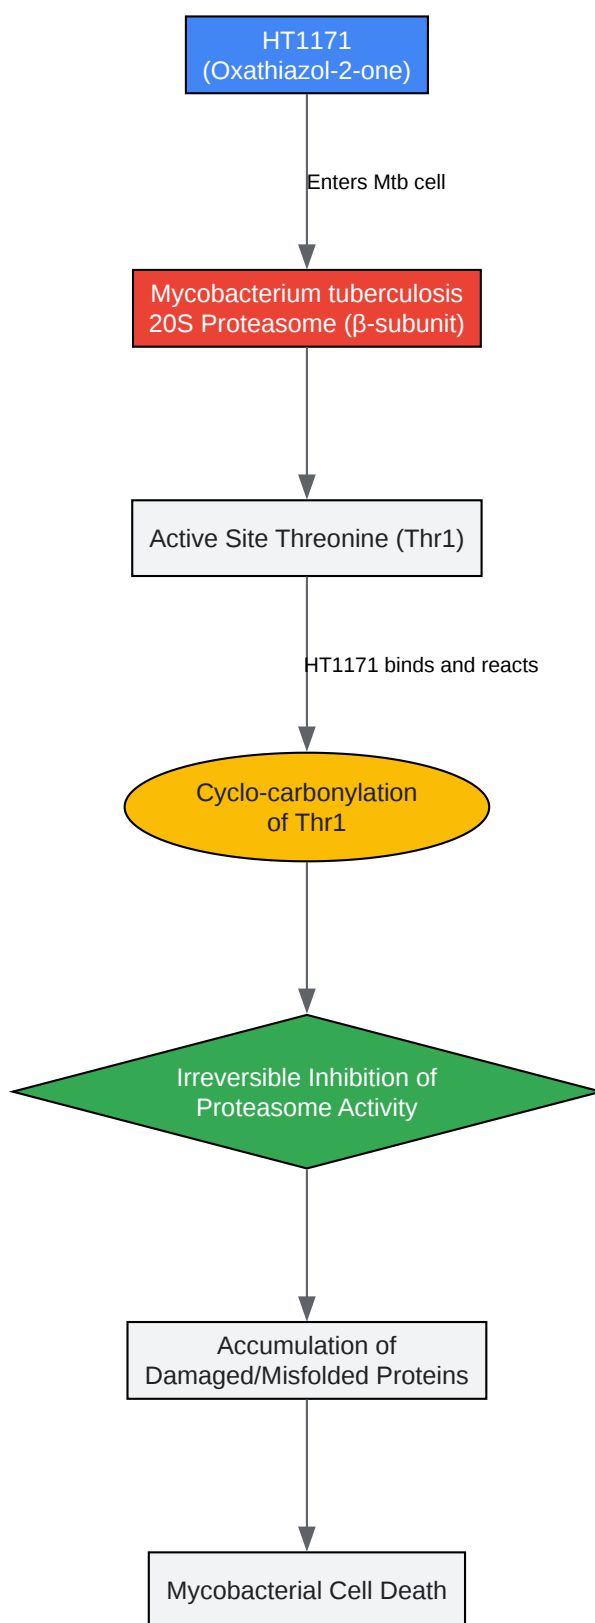 HT1171
(Oxathiazol-2-one)
Enters Mtb cell
Mycobacterium tuberculosis
20S Proteasome (β-subunit)
Active Site Threonine (Thr1)
HT1171 binds and reacts
Cyclo-carbonylation
of Thr1
Irreversible Inhibition of
Proteasome Activity
Accumulation of
Damaged/Misfolded Proteins
Mycobacterial Cell Death